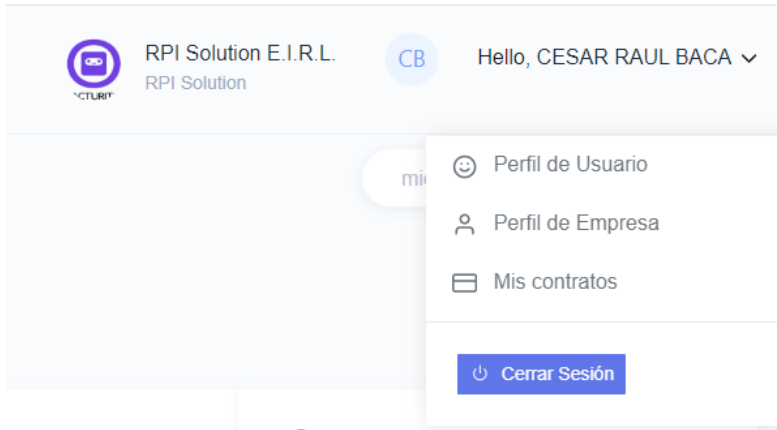 RPI Solution E.I.R.L.
RPI Solution
CB
Hello, CESAR RAUL BACA
Perfil de Usuario
Perfil de Empresa
Mis contratos
Cerrar Sesión